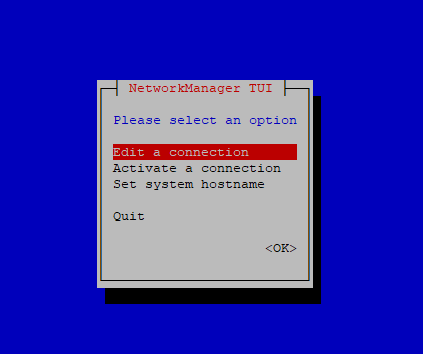 NetworkManager TUI
Please select an option
Edit a connection
Activate a connection
Set system hostname
Quit
<OK>